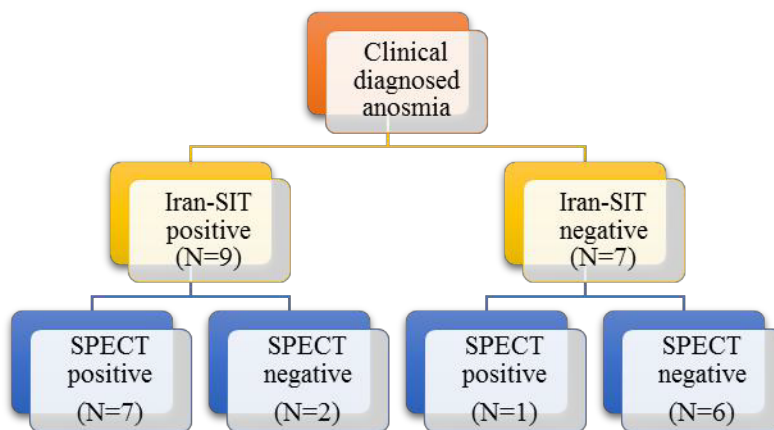 Clinical
diagnosed
anosmia
Iran-SIT
positive
(N=9)
Iran-SIT
negative
(N=7)
SPECT
positive
(N=7)
SPECT
negative
(N=2)
SPECT
positive
(N=1)
SPECT
negative
(N=6)